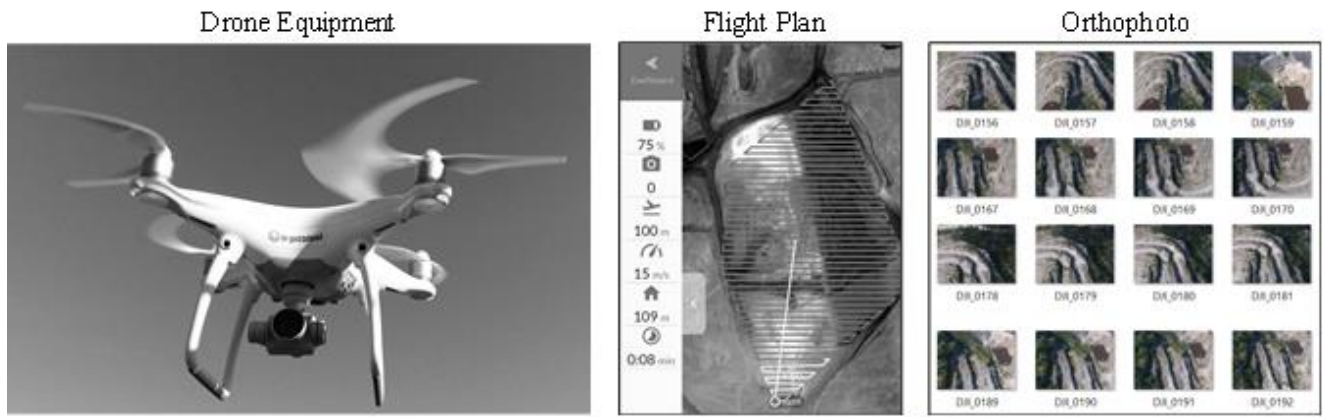 Drone Equipment
Flight Plan
Orthophoto
75 %
0
100 m
15 m/s
109 m
0:08 min
DJI_0156
DJI_0157
DJI_0158
DJI_0159
DJI_0167
DJI_0168
DJI_0169
DJI_0170
DJI_0178
DJI_0179
DJI_0180
DJI_0181
DJI_0189
DJI_0190
DJI_0191
DJI_0192